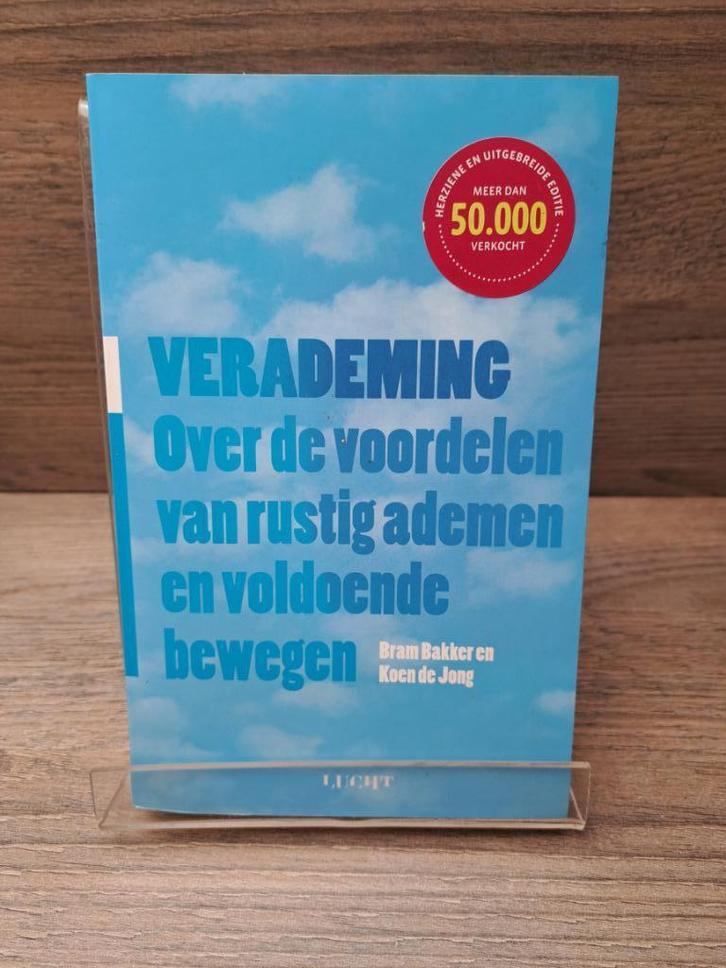 HERZIENE EN UITGEBREIDE EDITIE
MEER DAN
50.000
VERKOCHT
VERADEMING
Over de voordelen
van rustig ademen
en voldoende
bewegen
Bram Bakker en
Koen de Jong
LUCHT